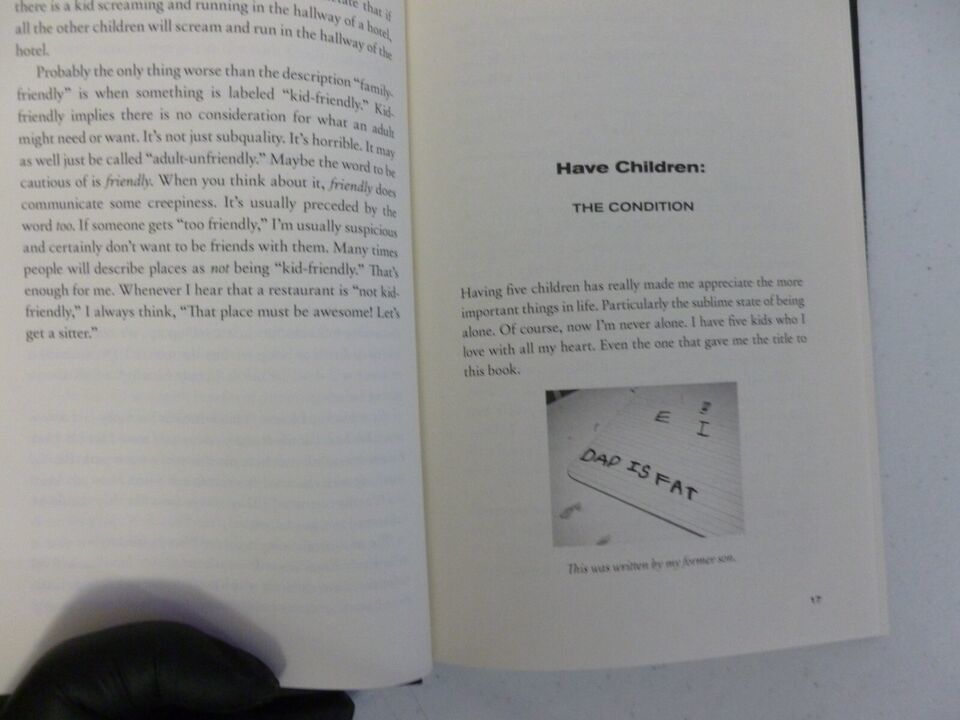 there is a kid screaming and running in the hallway of a hotel,
all the other children will scream and run in the hallway of the
hotel.
Probably the only thing worse than the description “family-
friendly” is when something is labeled “kid-friendly.” Kid-
friendly implies there is no consideration for what an adult
might need or want. It’s not just subquality. It’s horrible. It may
as well just be called “adult-unfriendly.” Maybe the word to be
cautious of is friendly. When you think about it, friendly does
communicate some creepiness. It’s usually preceded by the
word too. If someone gets “too friendly,” I’m usually suspicious
and certainly don’t want to be friends with them. Many times
people will describe places as not being “kid-friendly.” That’s
enough for me. Whenever I hear that a restaurant is “not kid-
friendly,” I always think, “That place must be awesome! Let’s
get a sitter.”
Have Children:
THE CONDITION
Having five children has really made me appreciate the more
important things in life. Particularly the sublime state of being
alone. Of course, now I’m never alone. I have five kids who I
love with all my heart. Even the one that gave me the title to
this book.
E I
DAD IS FAT
This was written by my former son.
17